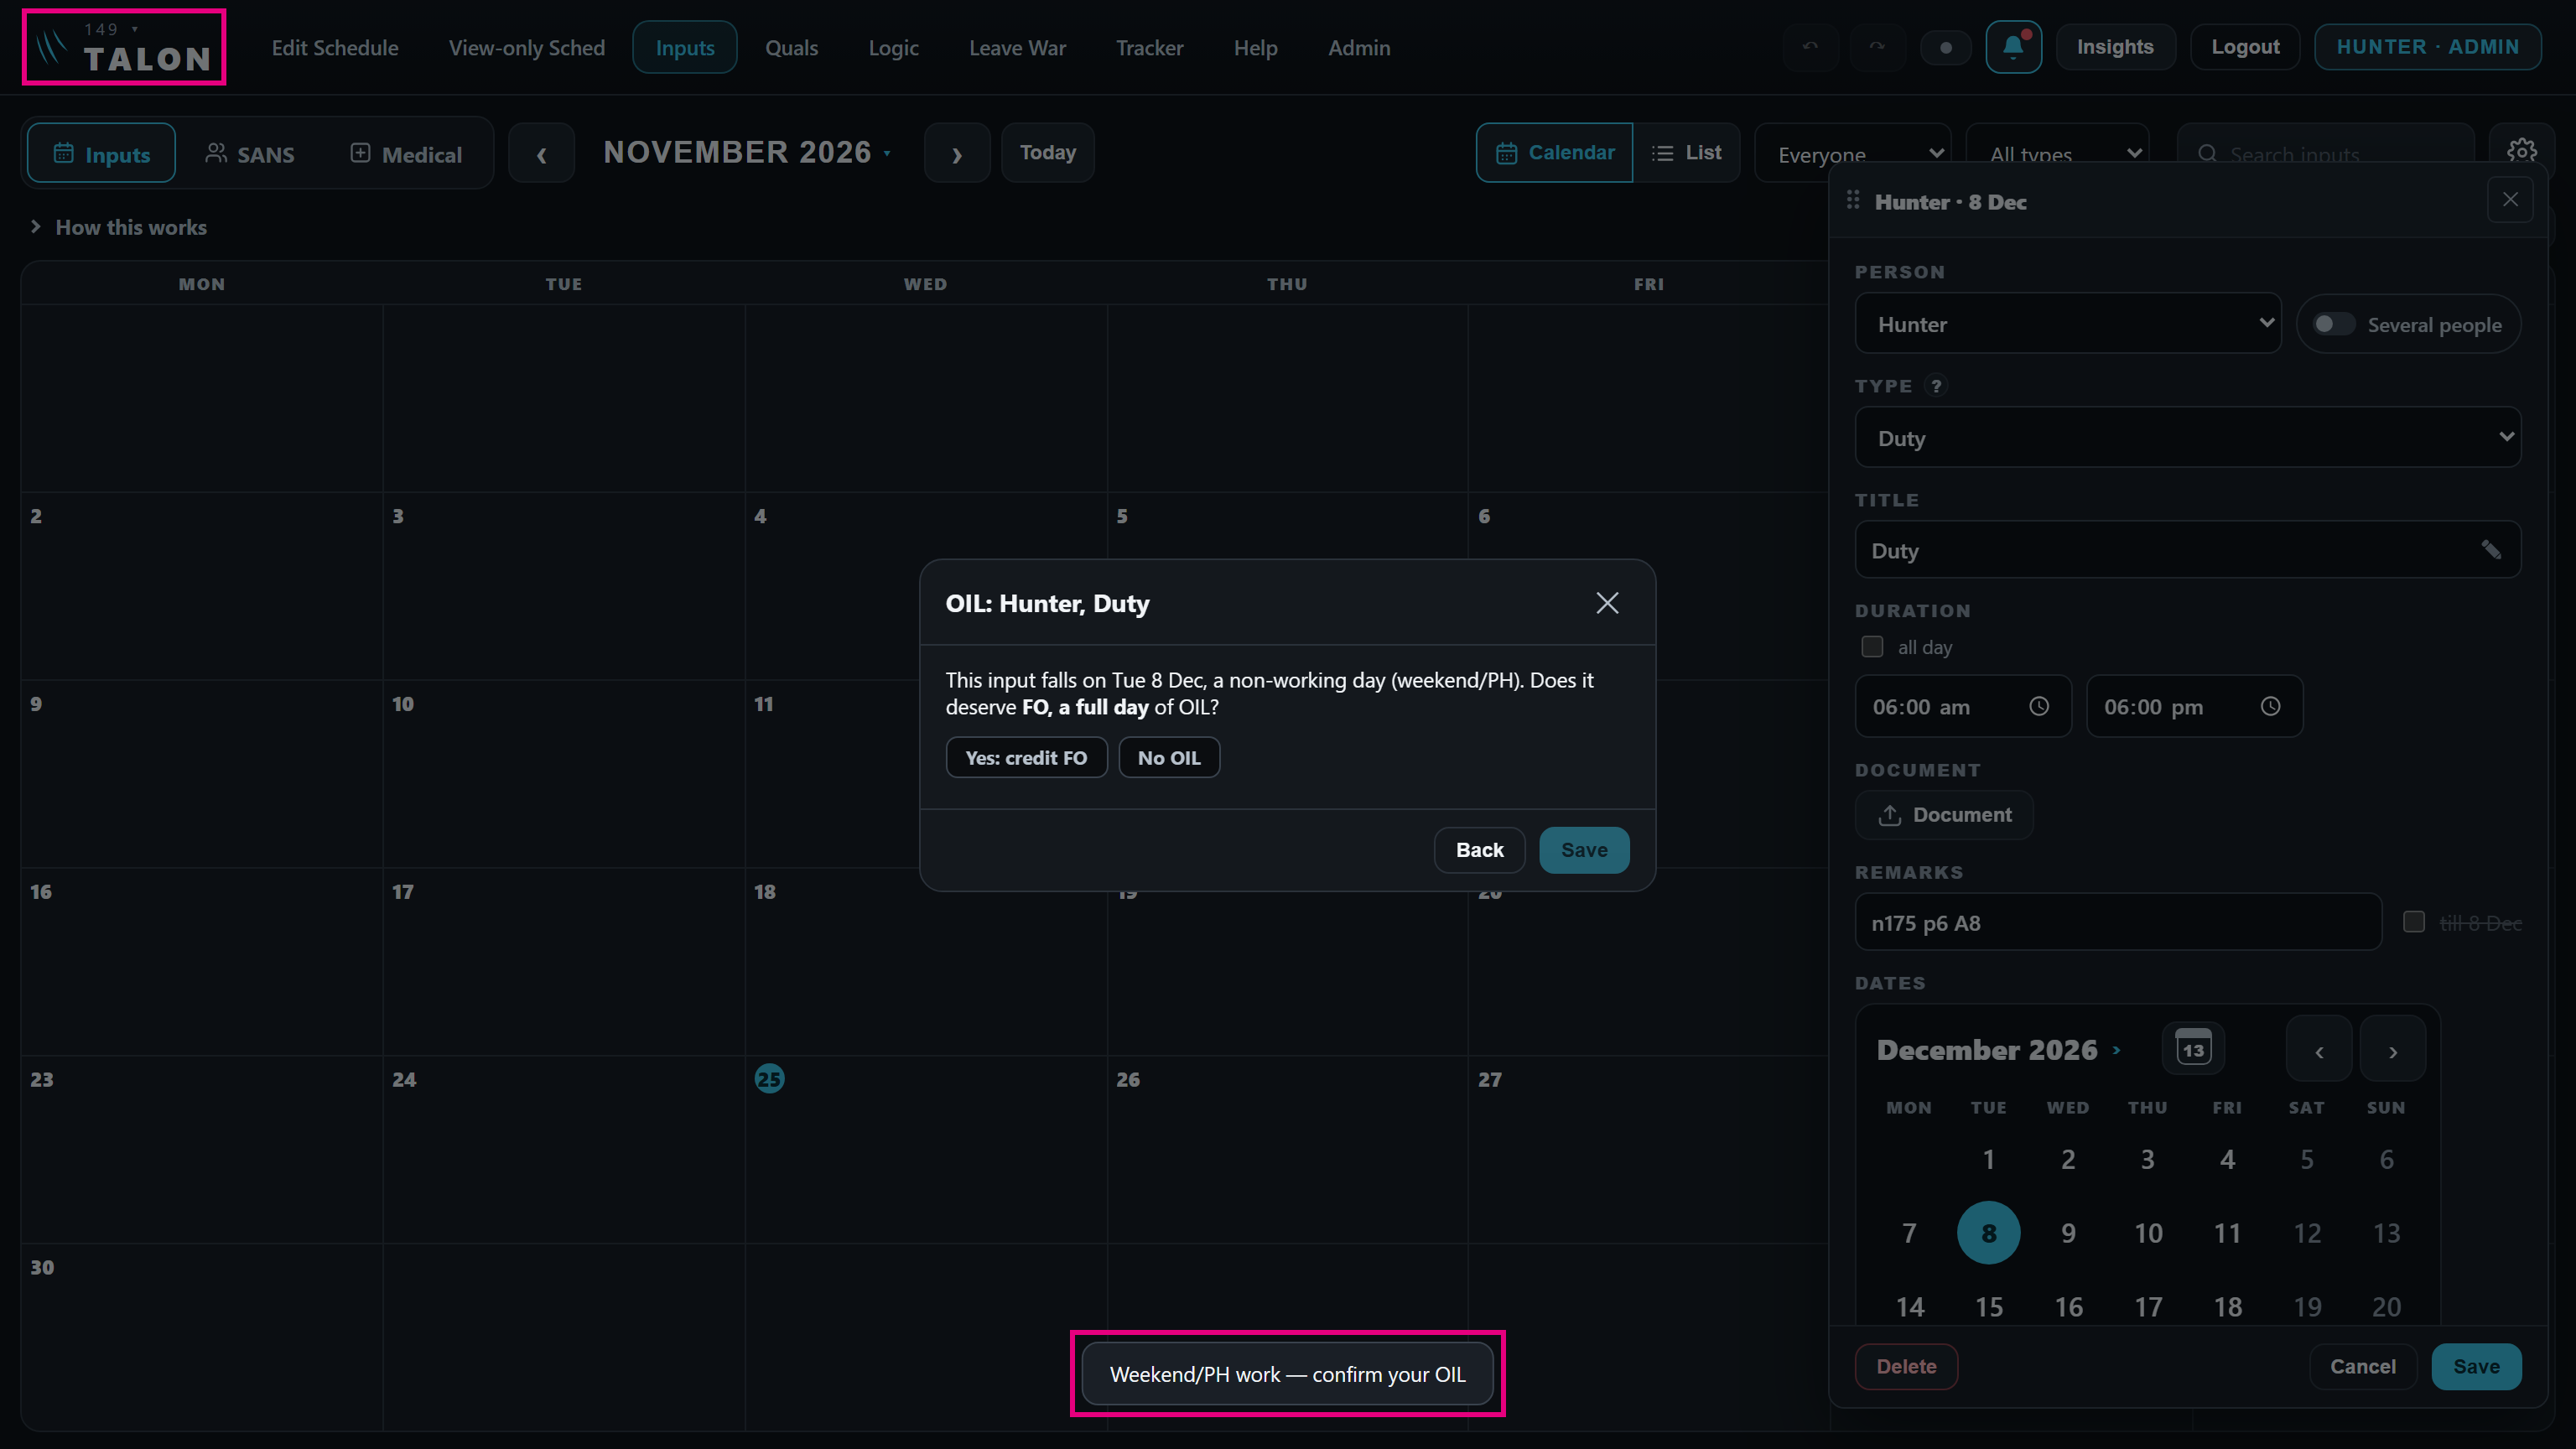 149
TALON
Edit Schedule
View-only Sched
Inputs
Quals
Logic
Leave War
Tracker
Help
Admin
Insights
Logout
HUNTER · ADMIN
Inputs
SANS
Medical
NOVEMBER 2026
Today
Calendar
List
Everyone
All types
Search inputs
How this works
MON TUE WED THU FRI
2 3 4 5 6
9 10 11
16 17 18 19 20
23 24 25 26 27
30
OIL: Hunter, Duty
This input falls on Tue 8 Dec, a non-working day (weekend/PH). Does it
deserve FO, a full day of OIL?
Yes: credit FO
No OIL
Back
Save
Weekend/PH work — confirm your OIL
Hunter · 8 Dec
PERSON
Hunter
Several people
TYPE ?
Duty
TITLE
Duty
DURATION
all day
06:00 am
06:00 pm
DOCUMENT
Document
REMARKS
n175 p6 A8
till 8 Dec
DATES
December 2026
13
MON TUE WED THU FRI SAT SUN
1 2 3 4 5 6
7 8 9 10 11 12 13
14 15 16 17 18 19 20
Delete
Cancel
Save